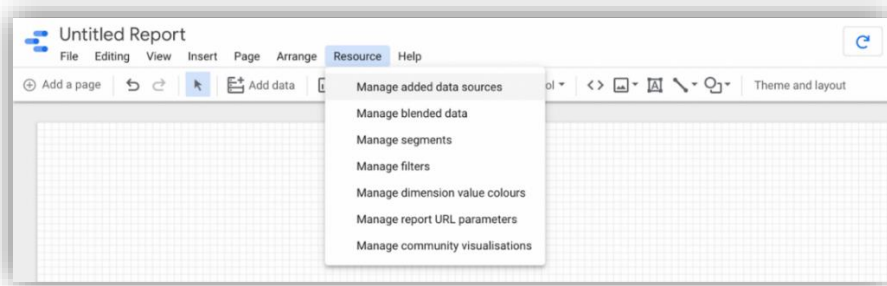 Untitled Report
File Editing View Insert Page Arrange Resource Help
Add a page Add data Theme and layout
Manage added data sources
Manage blended data
Manage segments
Manage filters
Manage dimension value colours
Manage report URL parameters
Manage community visualisations